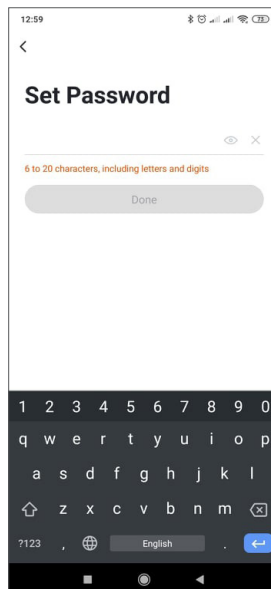 12:59
73
Set Password
6 to 20 characters, including letters and digits
Done
1 2 3 4 5 6 7 8 9 0
q w e r t y u i o p
a s d f g h j k l
z x c v b n m
?123 , English .